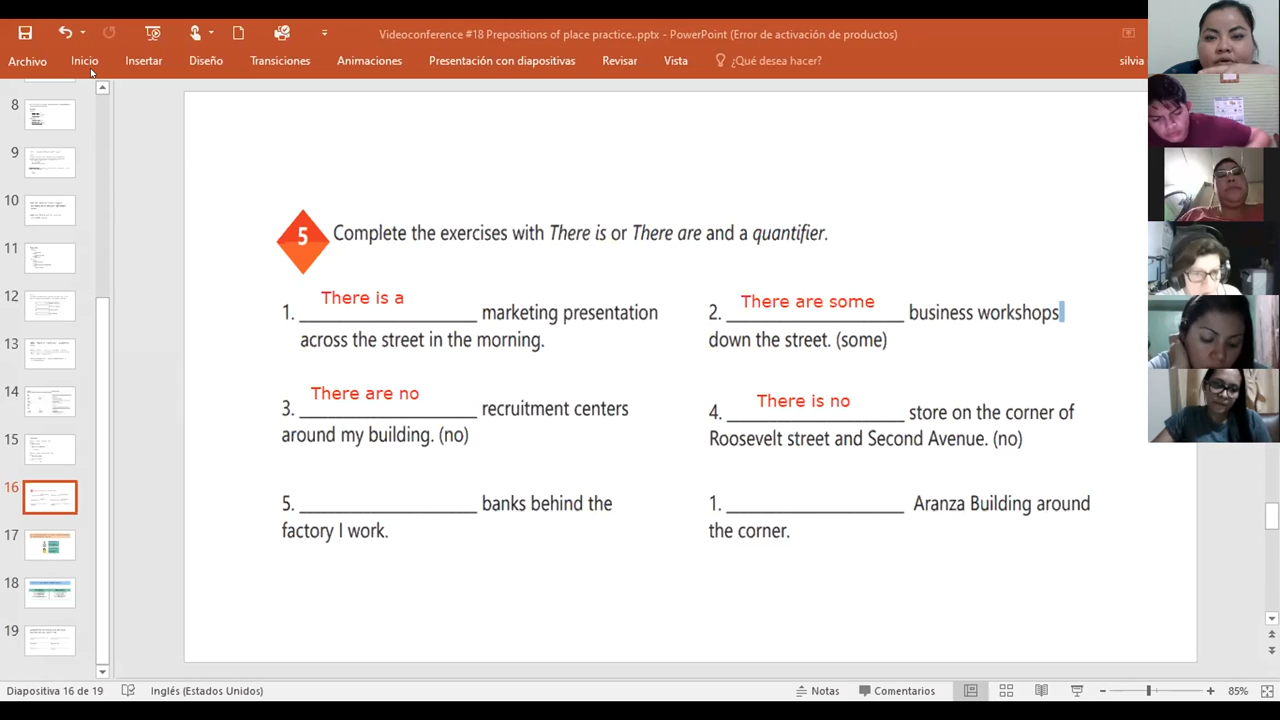 Videoconference #18 Prepositions of place practice..pptx - PowerPoint (Error de activación de productos)
Archivo Inicio Insertar Diseño Transiciones Animaciones Presentación con diapositivas Revisar Vista ¿Qué desea hacer? silvia
8
9
10
11
12
13
14
15
16
17
18
19
5 Complete the exercises with There is or There are and a quantifier.
There is a
1. _________________ marketing presentation
across the street in the morning.
There are some
2. _________________ business workshops
down the street. (some)
There are no
3. _________________ recruitment centers
around my building. (no)
There is no
4. _________________ store on the corner of
Roosevelt street and Second Avenue. (no)
5. _________________ banks behind the
factory I work.
1. _________________ Aranza Building around
the corner.
Diapositiva 16 de 19 Inglés (Estados Unidos) Notas Comentarios 85%